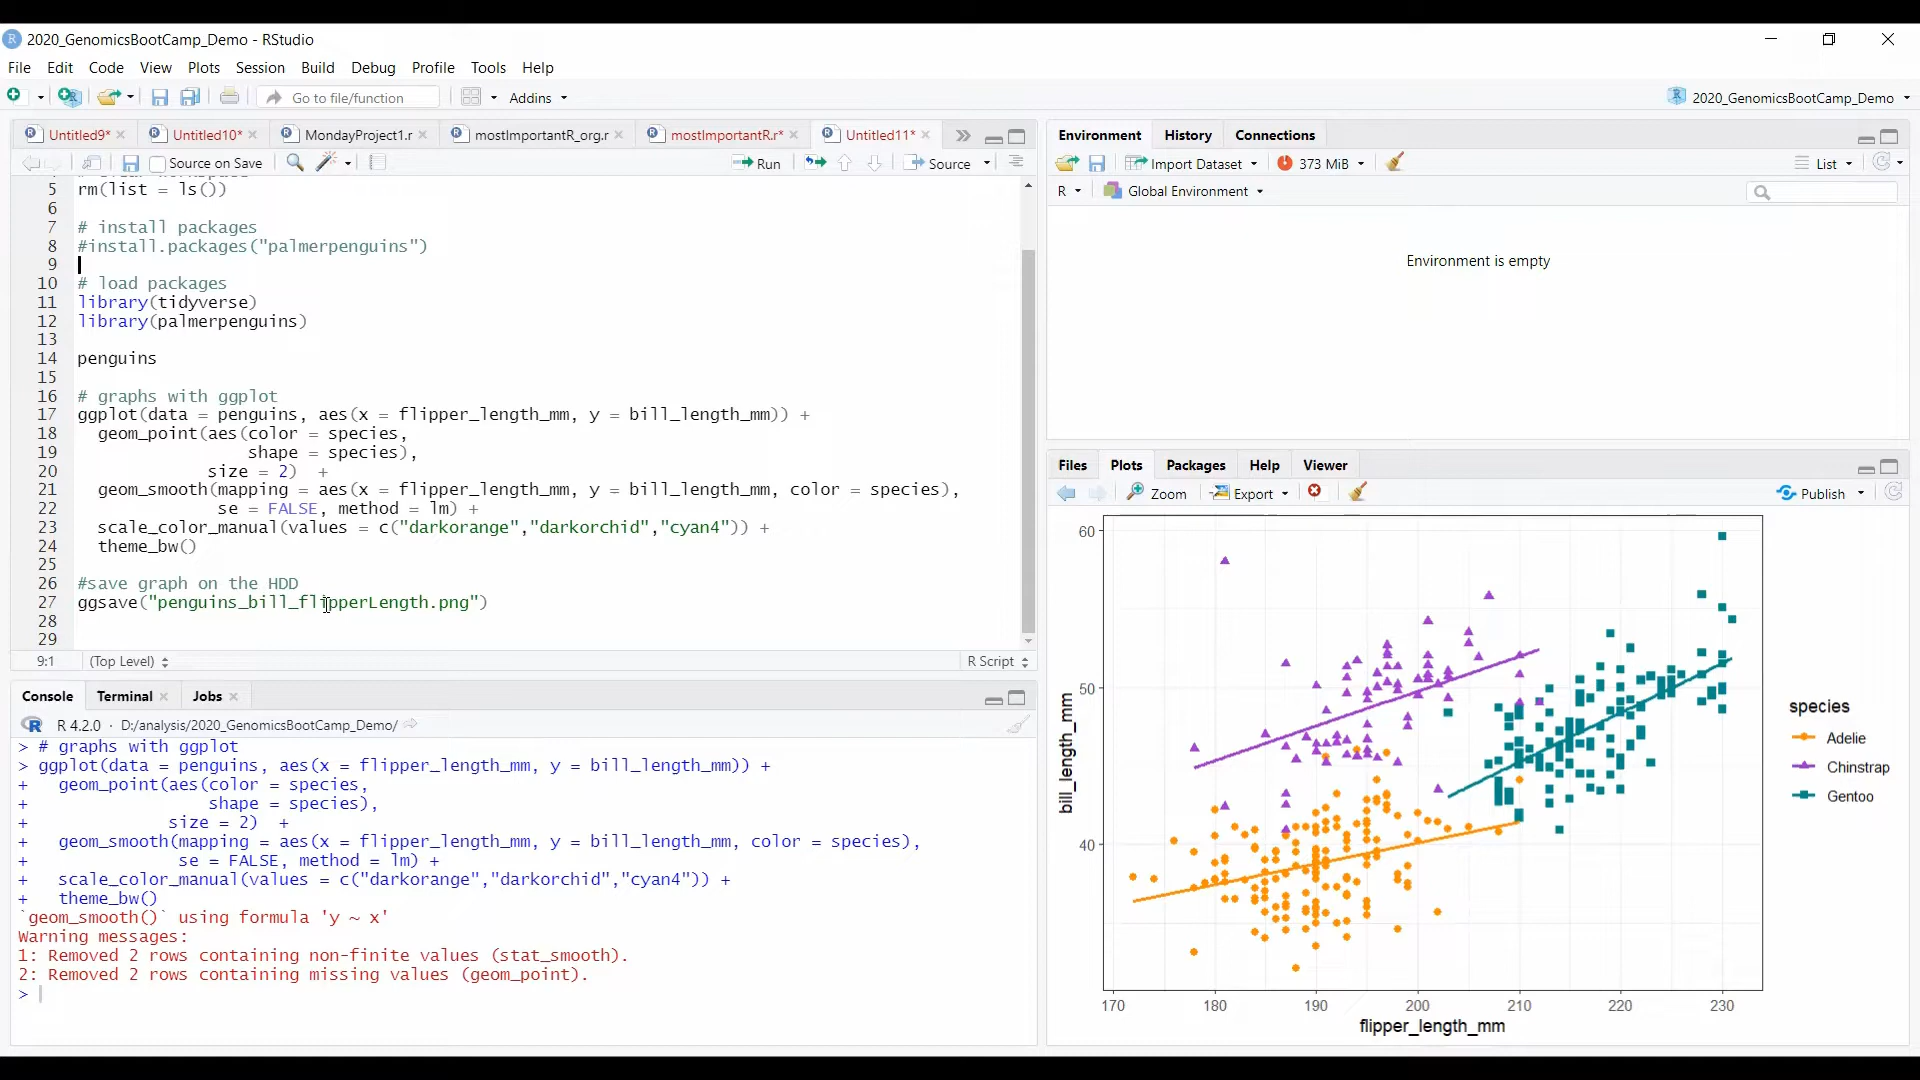 2020_GenomicsBootCamp_Demo - RStudio
File Edit Code View Plots Session Build Debug Profile Tools Help
Go to file/function Addins 2020_GenomicsBootCamp_Demo
Untitled9* Untitled10* MondayProject1.r mostImportantR_org.r mostImportantR.r* Untitled11*
Source on Save Run Source
5 rm(list = ls())
6
7 # install packages
8 #install.packages("palmerpenguins")
9
10 # load packages
11 library(tidyverse)
12 library(palmerpenguins)
13
14 penguins
15
16 # graphs with ggplot
17 ggplot(data = penguins, aes(x = flipper_length_mm, y = bill_length_mm)) +
18 geom_point(aes(color = species,
19 shape = species),
20 size = 2) +
21 geom_smooth(mapping = aes(x = flipper_length_mm, y = bill_length_mm, color = species),
22 se = FALSE, method = lm) +
23 scale_color_manual(values = c("darkorange","darkorchid","cyan4")) +
24 theme_bw()
25
26 #save graph on the HDD
27 ggsave("penguins_bill_flipperLength.png")
28
29
9:1 (Top Level) R Script
Console Terminal Jobs
R 4.2.0 · D:/analysis/2020_GenomicsBootCamp_Demo/
> # graphs with ggplot
> ggplot(data = penguins, aes(x = flipper_length_mm, y = bill_length_mm)) +
+ geom_point(aes(color = species,
+ shape = species),
+ size = 2) +
+ geom_smooth(mapping = aes(x = flipper_length_mm, y = bill_length_mm, color = species),
+ se = FALSE, method = lm) +
+ scale_color_manual(values = c("darkorange","darkorchid","cyan4")) +
+ theme_bw()
`geom_smooth()` using formula 'y ~ x'
Warning messages:
1: Removed 2 rows containing non-finite values (stat_smooth).
2: Removed 2 rows containing missing values (geom_point).
>
Environment History Connections
Import Dataset 373 MiB List
R Global Environment
Environment is empty
Files Plots Packages Help Viewer
Zoom Export Publish
60
50
40
bill_length_mm
170 180 190 200 210 220 230
flipper_length_mm
species
Adelie
Chinstrap
Gentoo